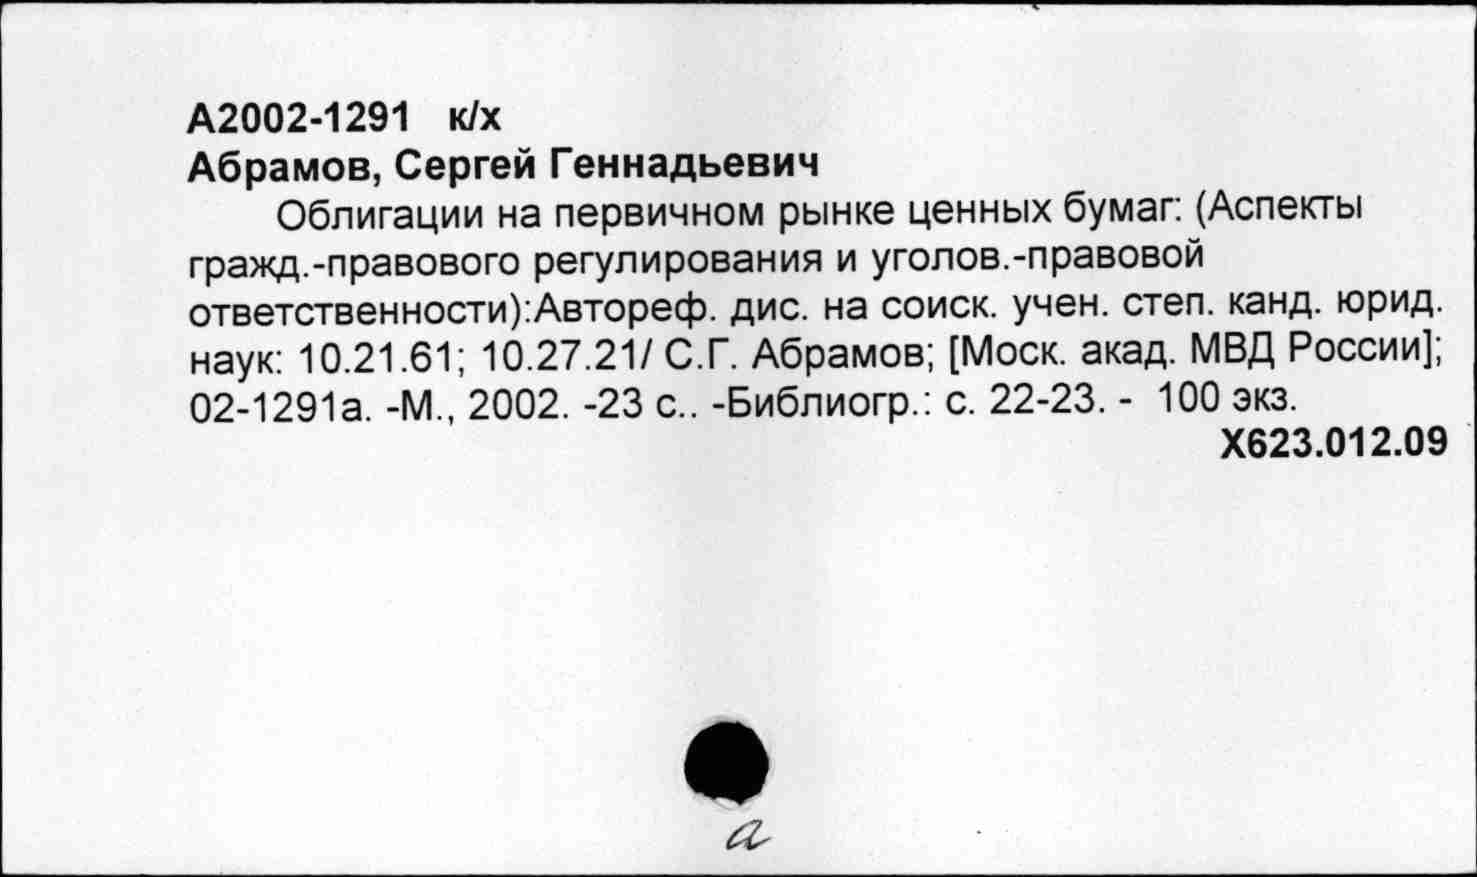 А2002-1291 к/х
Абрамов, Сергей Геннадьевич
Облигации на первичном рынке ценных бумаг: (Аспекты
гражд.-правового регулирования и уголов.-правовой
ответственности):Автореф. дис. на соиск. учен. степ. канд. юрид.
наук: 10.21.61; 10.27.21/ С.Г. Абрамов; [Моск. акад. МВД России];
02-1291а. -М., 2002. -23 с.. -Библиогр.: с. 22-23. - 100 экз.
Х623.012.09
а